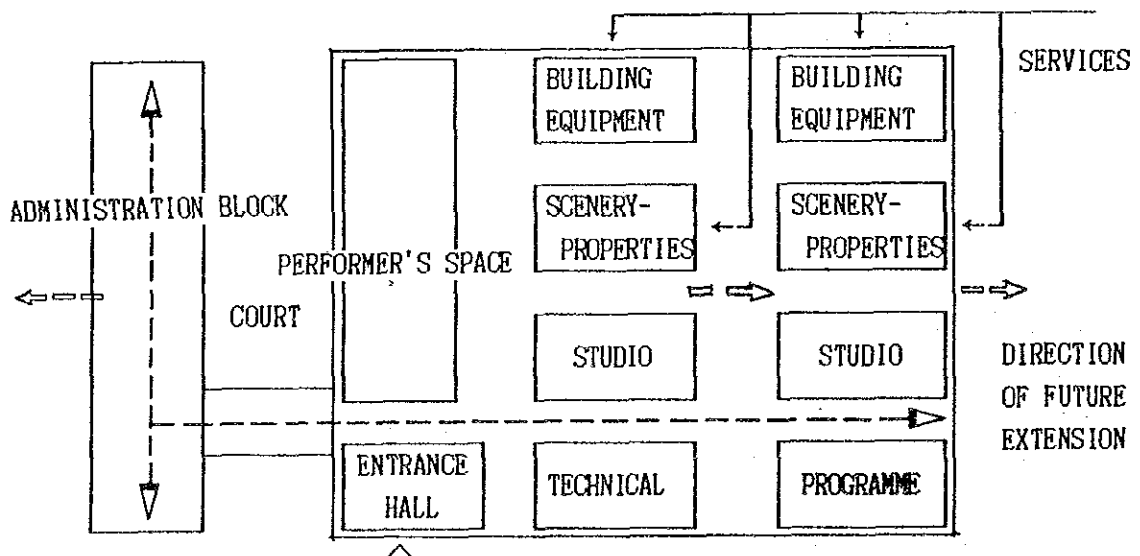 SERVICES
BUILDING
EQUIPMENT
BUILDING
EQUIPMENT
ADMINISTRATION BLOCK
SCENERY-
PROPERTIES
SCENERY-
PROPERTIES
PERFORMER'S SPACE
COURT
STUDIO
STUDIO
DIRECTION
OF FUTURE
EXTENSION
ENTRANCE
HALL
TECHNICAL
PROGRAMME